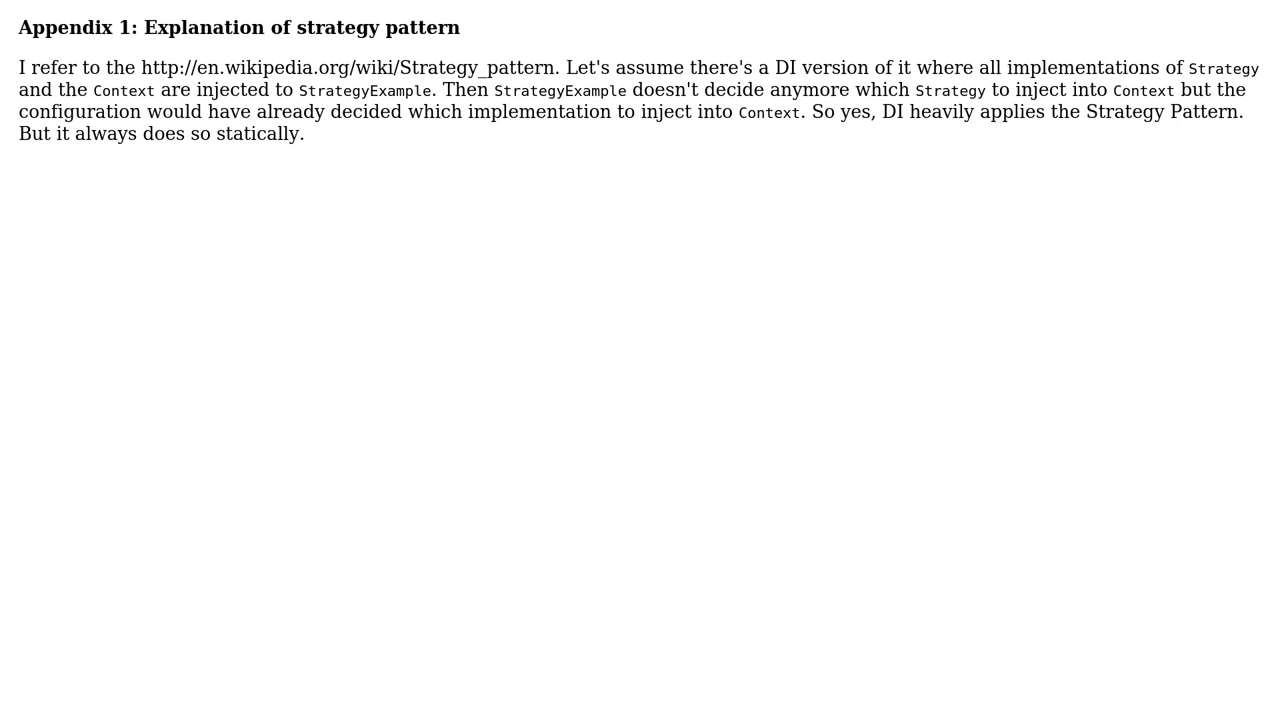 Appendix 1: Explanation of strategy pattern
I refer to the http://en.wikipedia.org/wiki/Strategy_pattern. Let's assume there's a DI version of it where all implementations of Strategy
and the Context are injected to StrategyExample. Then StrategyExample doesn't decide anymore which Strategy to inject into Context but the
configuration would have already decided which implementation to inject into Context. So yes, DI heavily applies the Strategy Pattern.
But it always does so statically.